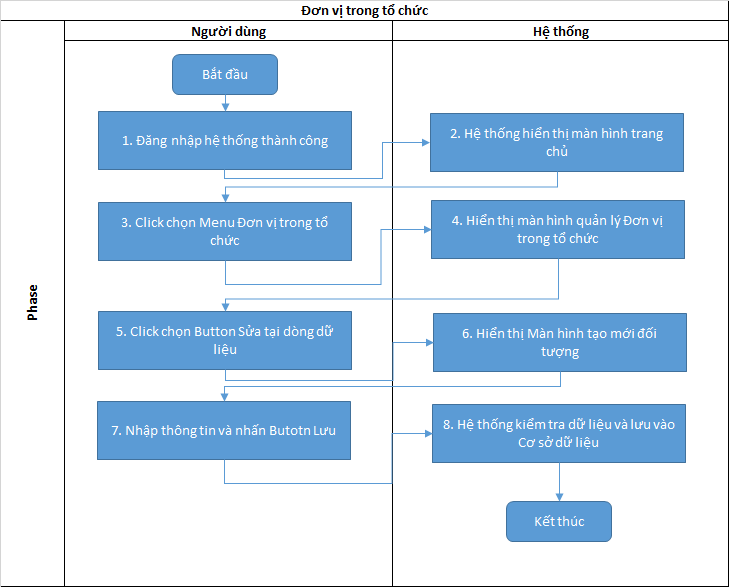 Đơn vị trong tổ chức
Người dùng
Hệ thống
Phase
Bắt đầu
1. Đăng nhập hệ thống thành công
2. Hệ thống hiển thị màn hình trang
chủ
3. Click chọn Menu Đơn vị trong tổ
chức
4. Hiển thị màn hình quản lý Đơn vị
trong tổ chức
5. Click chọn Button Sửa tại dòng dữ
liệu
6. Hiển thị Màn hình tạo mới đối
tượng
7. Nhập thông tin và nhấn Butotn Lưu
8. Hệ thống kiểm tra dữ liệu và lưu vào
Cơ sở dữ liệu
Kết thúc